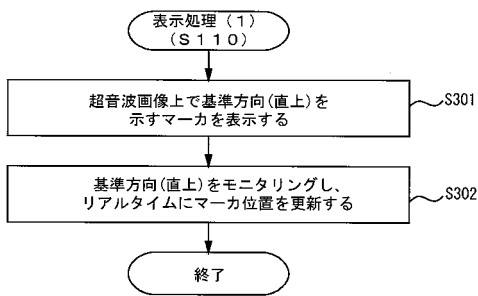 表示処理(1)
(S110)
超音波画像上で基準方向(直上)を
示すマーカを表示する
S301
基準方向(直上)をモニタリングし、
リアルタイムにマーカ位置を更新する
S302
終了